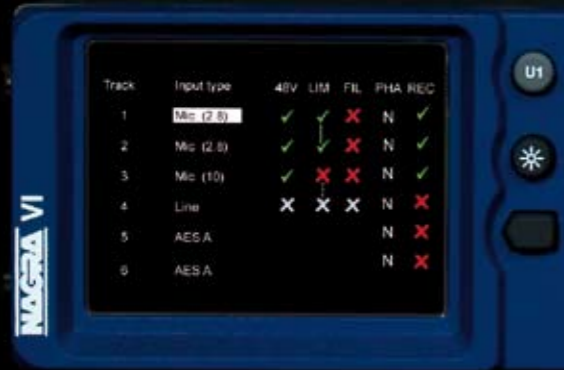 Track Input type 48V LIM FIL PHA REC
1 Mic (2.8) ✓ ✓ ✗ N ✓
2 Mic (2.8) ✓ ✓ ✗ N ✓
3 Mic (10) ✓ ✗ ✗ N ✓
4 Line ✗ ✗ ✗ N ✗
5 AES A N ✗
6 AES A N ✗
NAGRA VI
U1